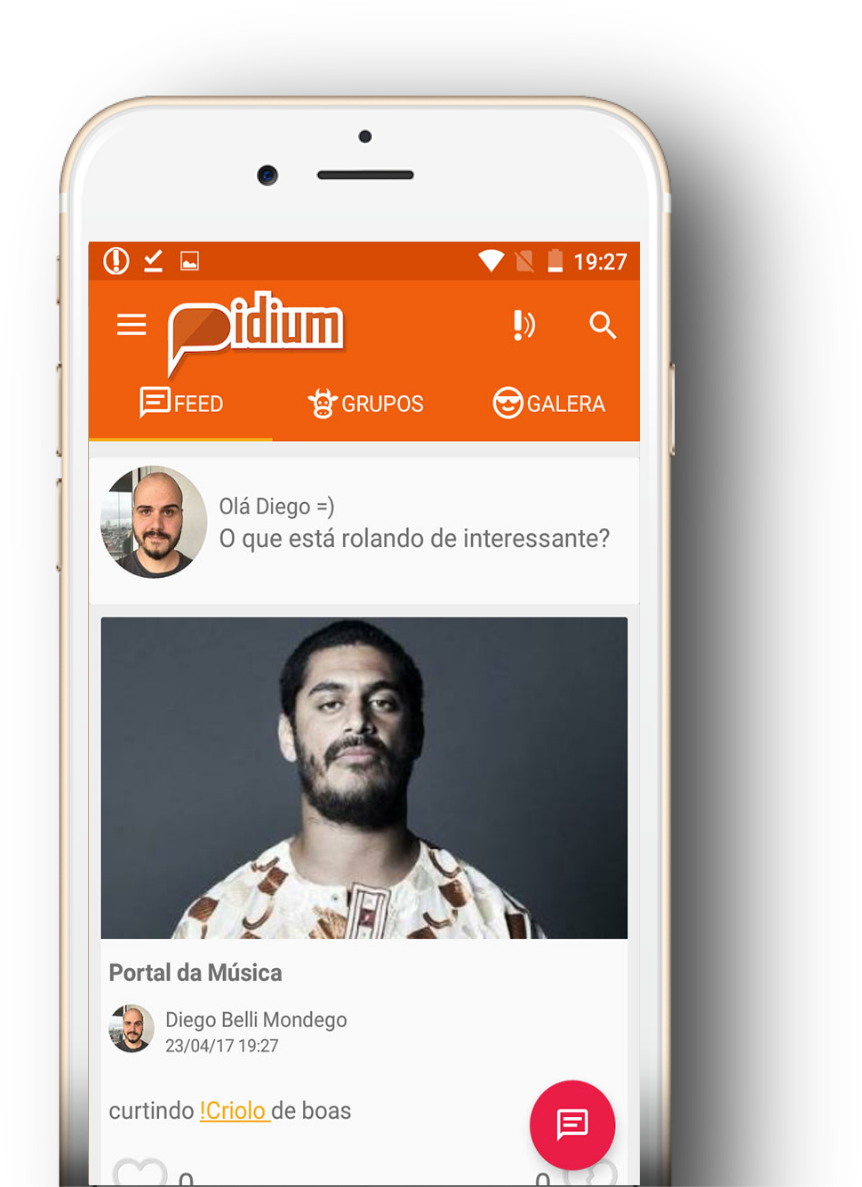 19:27
pidium
FEED
GRUPOS
GALERA
Olá Diego =)
O que está rolando de interessante?
Portal da Música
Diego Belli Mondego
23/04/17 19:27
curtindo !Criolo de boas
0
0